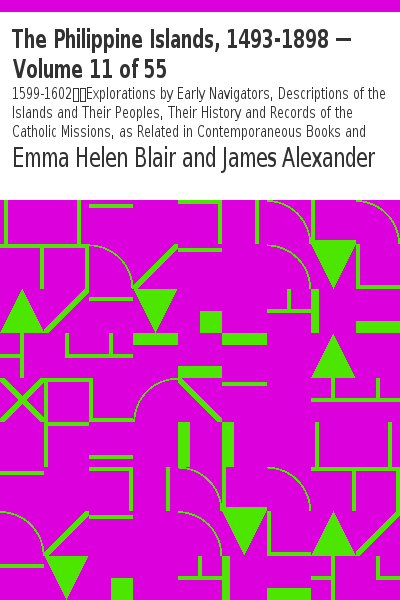 The Philippine Islands, 1493-1898 —
Volume 11 of 55
1599-1602Explorations by Early Navigators, Descriptions of the
Islands and Their Peoples, Their History and Records of the
Catholic Missions, as Related in Contemporaneous Books and
Emma Helen Blair and James Alexander